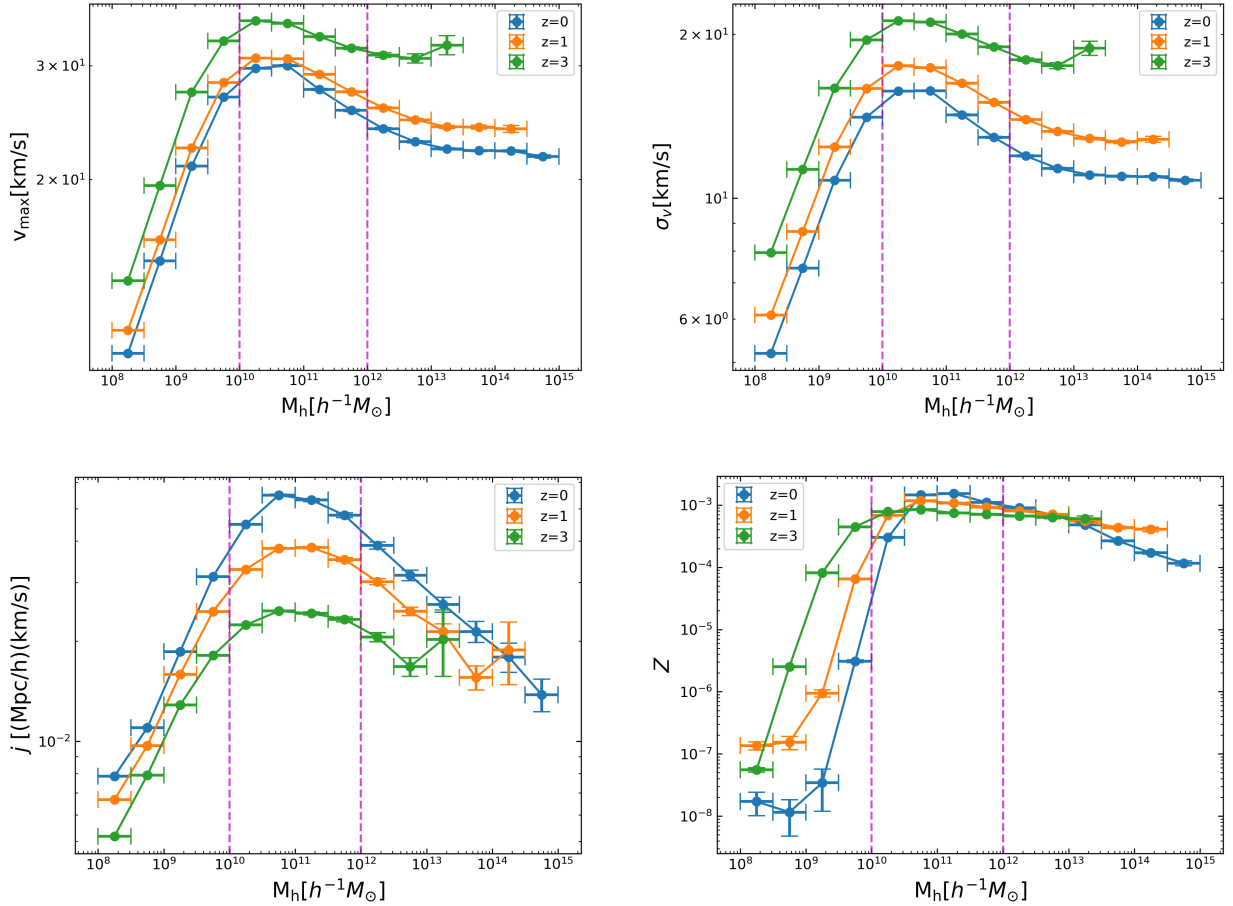 v_max[km/s]
3 × 10¹
2 × 10¹
z=0
z=1
z=3
10⁸ 10⁹ 10¹⁰ 10¹¹ 10¹² 10¹³ 10¹⁴ 10¹⁵
M_h[h⁻¹M_⊙]
σ_v[km/s]
2 × 10¹
10¹
6 × 10⁰
z=0
z=1
z=3
10⁸ 10⁹ 10¹⁰ 10¹¹ 10¹² 10¹³ 10¹⁴ 10¹⁵
M_h[h⁻¹M_⊙]
j [(Mpc/h)(km/s)]
10⁻²
z=0
z=1
z=3
10⁸ 10⁹ 10¹⁰ 10¹¹ 10¹² 10¹³ 10¹⁴ 10¹⁵
M_h[h⁻¹M_⊙]
Z
10⁻³
10⁻⁴
10⁻⁵
10⁻⁶
10⁻⁷
10⁻⁸
z=0
z=1
z=3
10⁸ 10⁹ 10¹⁰ 10¹¹ 10¹² 10¹³ 10¹⁴ 10¹⁵
M_h[h⁻¹M_⊙]